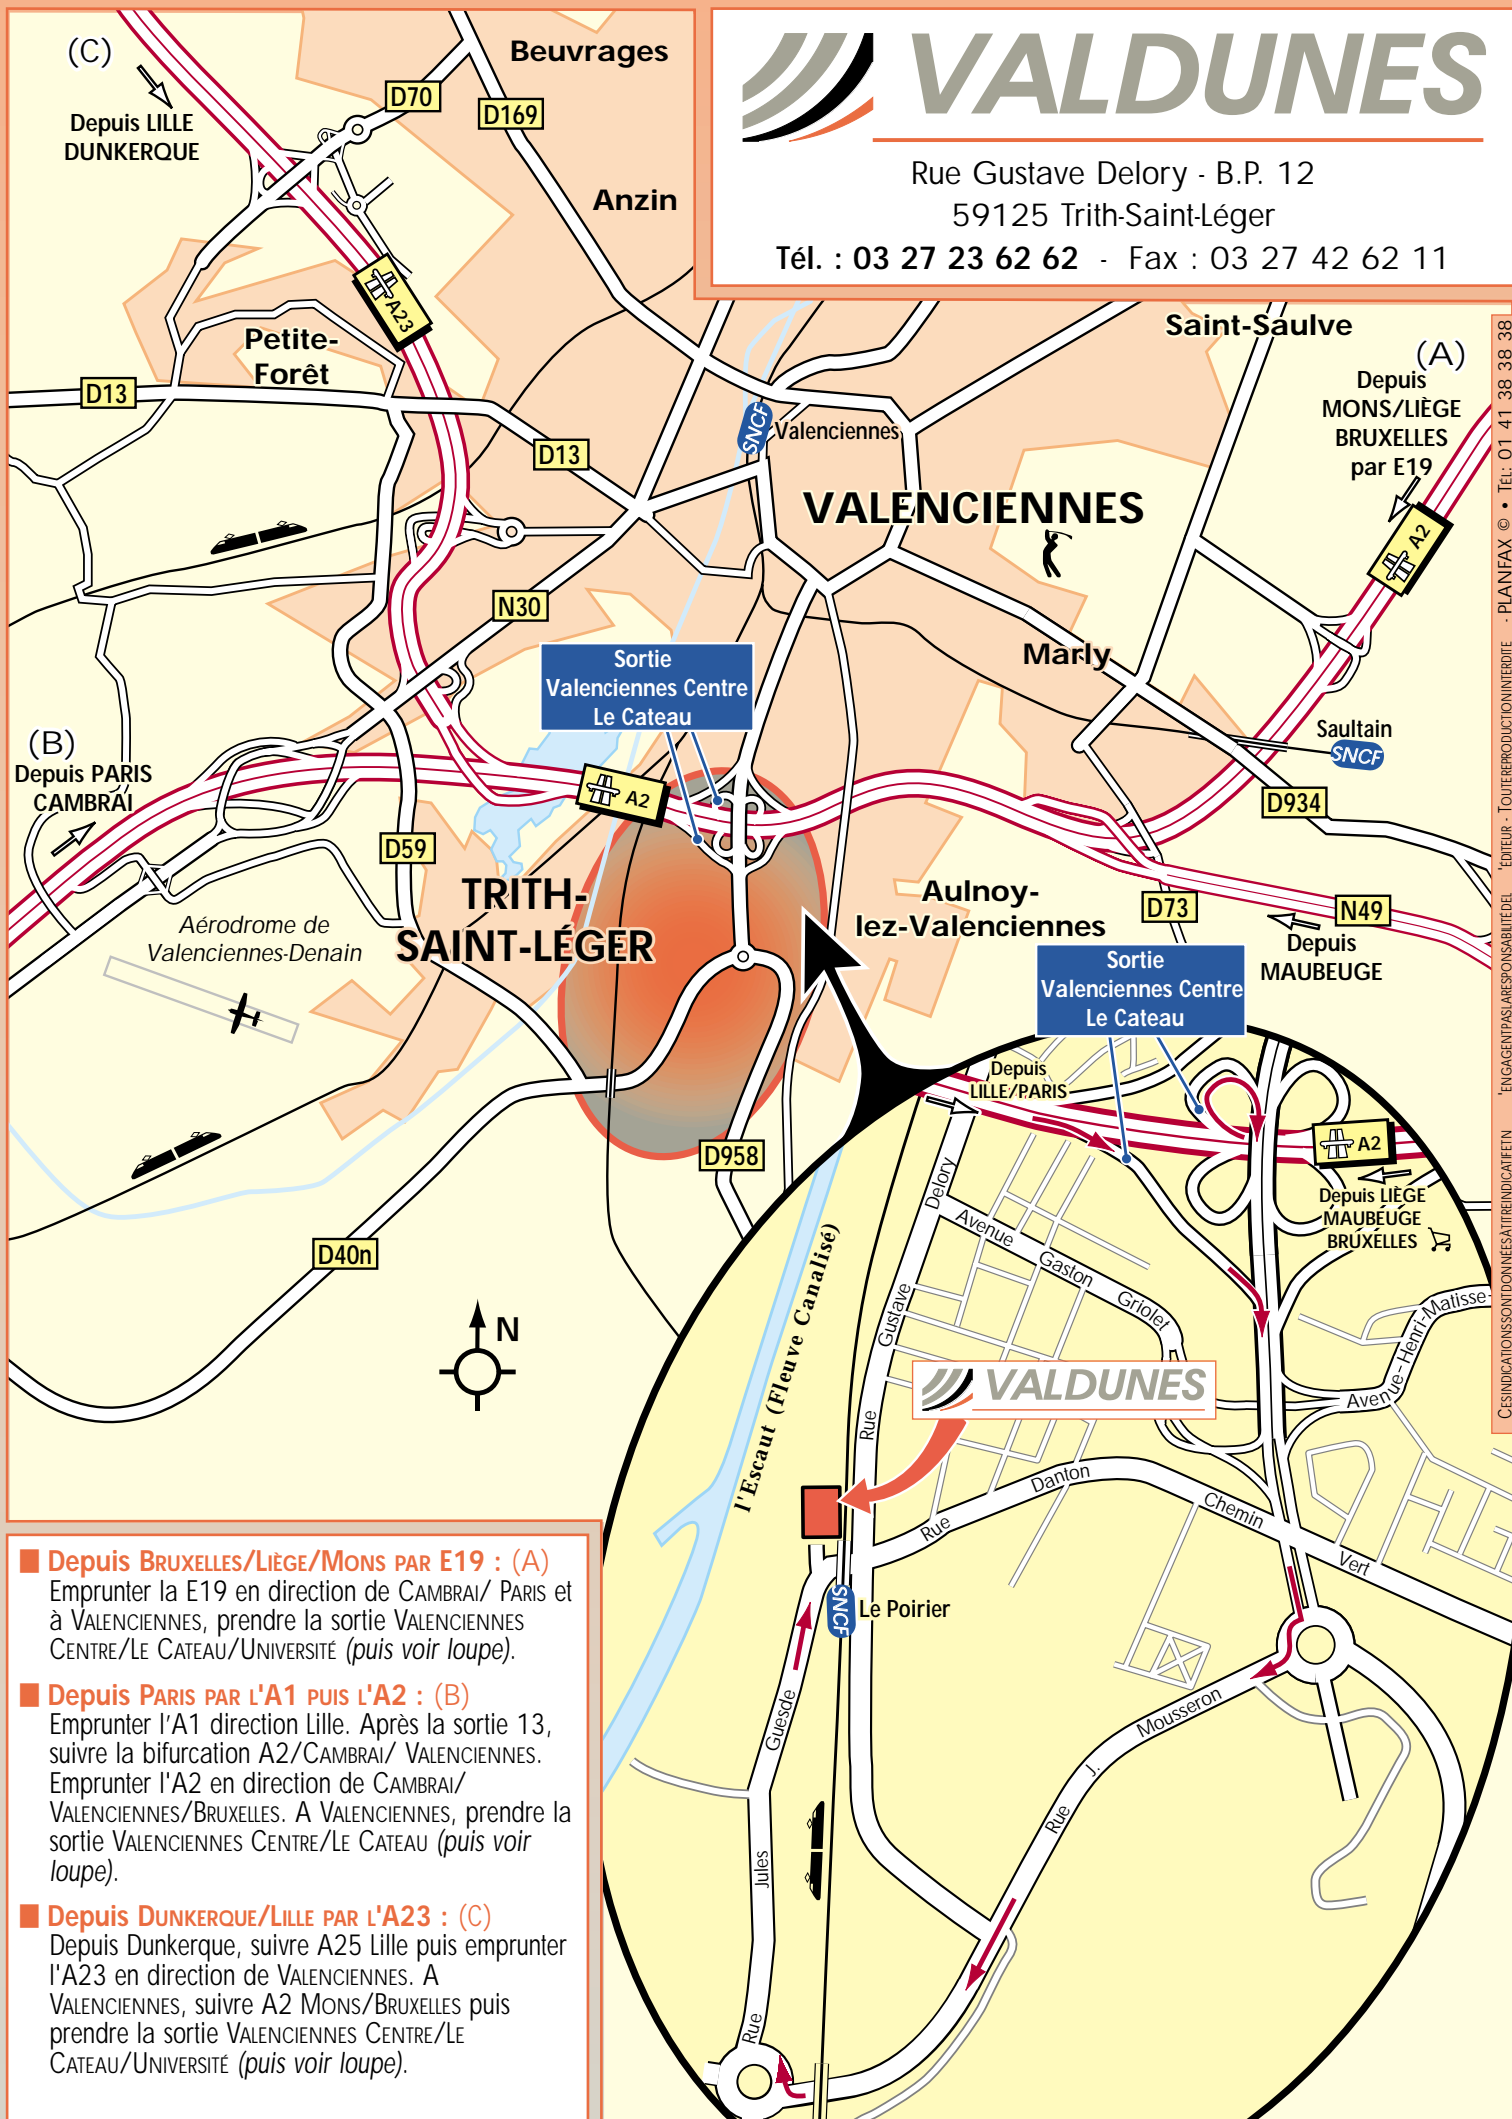 VALDUNES
Rue Gustave Delory - B.P. 12
59125 Trith-Saint-Léger
Tél. : 03 27 23 62 62 - Fax : 03 27 42 62 11
(C)
Depuis LILLE
DUNKERQUE
Beuvrages
D70
D169
Anzin
A23
Petite-
Forêt
D13
D13
SNCF
Valenciennes
VALENCIENNES
Saint-Saulve
(A)
Depuis
MONS/LIÈGE
BRUXELLES
par E19
A2
N30
Marly
Sortie
Valenciennes Centre
Le Cateau
Saultain
SNCF
(B)
Depuis PARIS
CAMBRAI
A2
D934
D59
TRITH-
SAINT-LÉGER
Aulnoy-
lez-Valenciennes
D73
N49
Depuis
MAUBEUGE
Aérodrome de
Valenciennes-Denain
Sortie
Valenciennes Centre
Le Cateau
Depuis
LILLE/PARIS
A2
D958
Depuis LIÈGE
MAUBEUGE
BRUXELLES
D40n
N
l'Escaut (Fleuve Canalisé)
Rue Gustave Delory
Avenue Gaston Griolet
Avenue-Henri-Matisse
VALDUNES
Rue Danton
Chemin Vert
SNCF
Le Poirier
Rue J. Mousseron
Rue Jules Guesde
Depuis BRUXELLES/LIÈGE/MONS PAR E19 : (A)
Emprunter la E19 en direction de CAMBRAI/ PARIS et
à VALENCIENNES, prendre la sortie VALENCIENNES
CENTRE/LE CATEAU/UNIVERSITÉ (puis voir loupe).
Depuis PARIS PAR L'A1 PUIS L'A2 : (B)
Emprunter l'A1 direction Lille. Après la sortie 13,
suivre la bifurcation A2/CAMBRAI/ VALENCIENNES.
Emprunter l'A2 en direction de CAMBRAI/
VALENCIENNES/BRUXELLES. A VALENCIENNES, prendre la
sortie VALENCIENNES CENTRE/LE CATEAU (puis voir
loupe).
Depuis DUNKERQUE/LILLE PAR L'A23 : (C)
Depuis Dunkerque, suivre A25 Lille puis emprunter
l'A23 en direction de VALENCIENNES. A
VALENCIENNES, suivre A2 MONS/BRUXELLES puis
prendre la sortie VALENCIENNES CENTRE/LE
CATEAU/UNIVERSITÉ (puis voir loupe).
CESINDICATIONSSONTDONNÉESÀTITREINDICATIFETN 'ENGAGENTPASLARESPONSABILITÉDEL 'ÉDITEUR - TOUTEREPRODUCTIONINTERDITE - PLANFAX © • TEL: 01 41 38 38 38